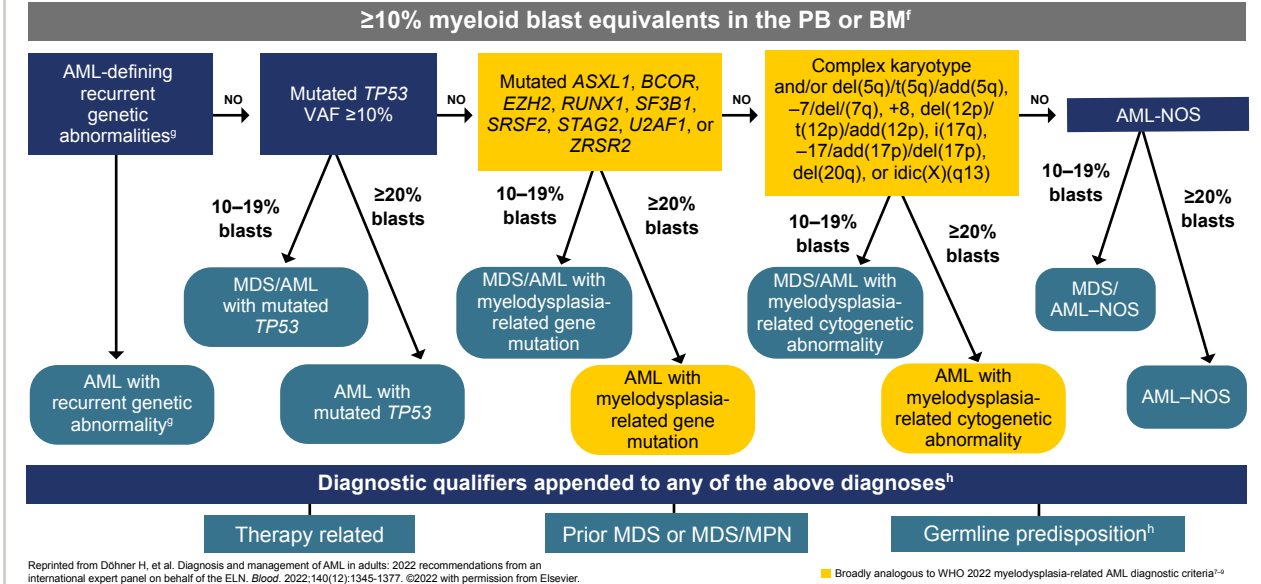 ≥10% myeloid blast equivalents in the PB or BMᶠ
AML-defining
recurrent
genetic
abnormalitiesᵍ
NO
Mutated TP53
VAF ≥10%
NO
Mutated ASXL1, BCOR,
EZH2, RUNX1, SF3B1,
SRSF2, STAG2, U2AF1, or
ZRSR2
NO
Complex karyotype
and/or del(5q)/t(5q)/add(5q),
–7/del/(7q), +8, del(12p)/
t(12p)/add(12p), i(17q),
–17/add(17p)/del(17p),
del(20q), or idic(X)(q13)
NO
AML-NOS
10–19%
blasts
≥20%
blasts
10–19%
blasts
≥20%
blasts
10–19%
blasts
≥20%
blasts
10–19%
blasts
≥20%
blasts
MDS/AML
with mutated
TP53
MDS/AML with
myelodysplasia-
related gene
mutation
MDS/AML with
myelodysplasia-
related cytogenetic
abnormality
MDS/
AML–NOS
AML with
recurrent genetic
abnormalityᵍ
AML with
mutated TP53
AML with
myelodysplasia-
related gene
mutation
AML with
myelodysplasia-
related cytogenetic
abnormality
AML–NOS
Diagnostic qualifiers appended to any of the above diagnosesʰ
Therapy related
Prior MDS or MDS/MPN
Germline predispositionʰ
Reprinted from Döhner H, et al. Diagnosis and management of AML in adults: 2022 recommendations from an
international expert panel on behalf of the ELN. Blood. 2022;140(12):1345-1377. ©2022 with permission from Elsevier.
Broadly analogous to WHO 2022 myelodysplasia-related AML diagnostic criteria⁷⁻⁹